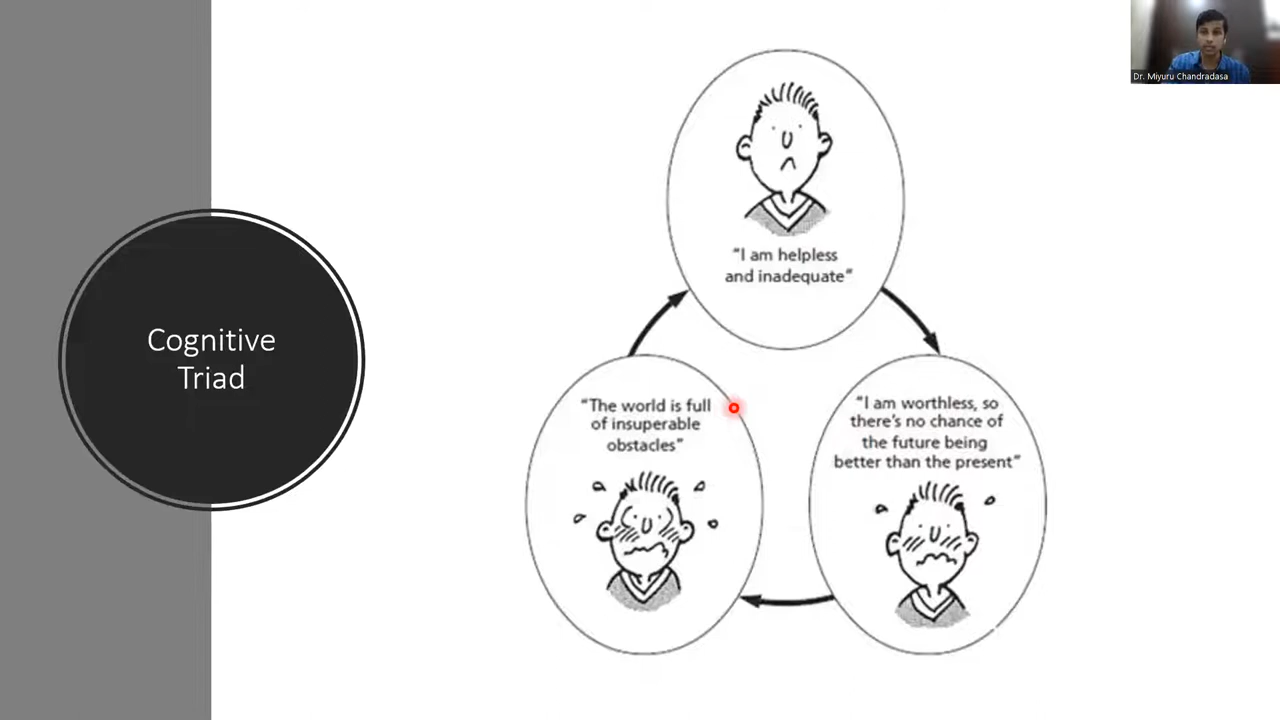 Dr. Miyuru Chandradasa
Cognitive
Triad
“I am helpless
and inadequate”
“The world is full
of insuperable
obstacles”
“I am worthless, so
there’s no chance of
the future being
better than the present”